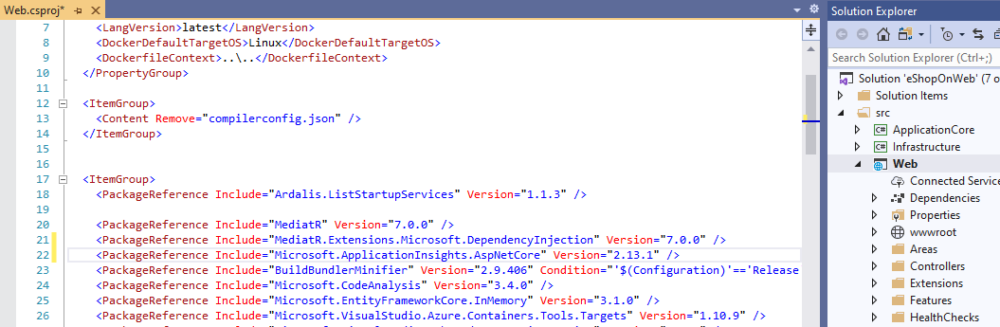 Web.csproj*
7 <LangVersion>latest</LangVersion>
8 <DockerDefaultTargetOS>Linux</DockerDefaultTargetOS>
9 <DockerfileContext>..\..</DockerfileContext>
10 </PropertyGroup>
11
12 <ItemGroup>
13 <Content Remove="compilerconfig.json" />
14 </ItemGroup>
15
16
17 <ItemGroup>
18 <PackageReference Include="Ardalis.ListStartupServices" Version="1.1.3" />
19
20 <PackageReference Include="MediatR" Version="7.0.0" />
21 <PackageReference Include="MediatR.Extensions.Microsoft.DependencyInjection" Version="7.0.0" />
22 <PackageReference Include="Microsoft.ApplicationInsights.AspNetCore" Version="2.13.1" />
23 <PackageReference Include="BuildBundlerMinifier" Version="2.9.406" Condition="'$(Configuration)'=='Release
24 <PackageReference Include="Microsoft.CodeAnalysis" Version="3.4.0" />
25 <PackageReference Include="Microsoft.EntityFrameworkCore.InMemory" Version="3.1.0" />
26 <PackageReference Include="Microsoft.VisualStudio.Azure.Containers.Tools.Targets" Version="1.10.9" />
Solution Explorer
Search Solution Explorer (Ctrl+;)
Solution 'eShopOnWeb' (7 o
Solution Items
src
C# ApplicationCore
C# Infrastructure
Web
Connected Service
Dependencies
Properties
wwwroot
Areas
Controllers
Extensions
Features
HealthChecks